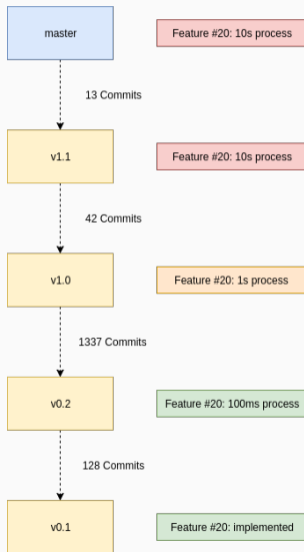 master
Feature #20: 10s process
13 Commits
v1.1
Feature #20: 10s process
42 Commits
v1.0
Feature #20: 1s process
1337 Commits
v0.2
Feature #20: 100ms process
128 Commits
v0.1
Feature #20: implemented